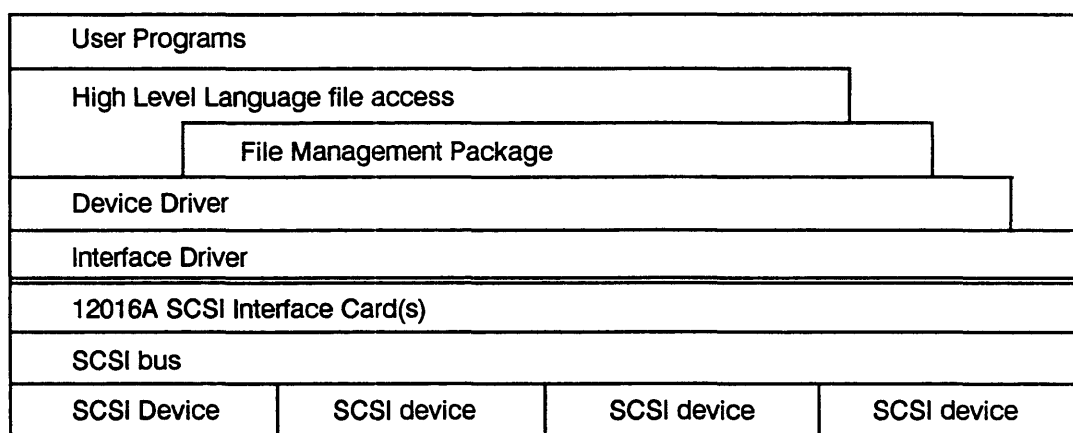 User Programs
High Level Language file access
File Management Package
Device Driver
Interface Driver
12016A SCSI Interface Card(s)
SCSI bus
SCSI Device SCSI device SCSI device SCSI device